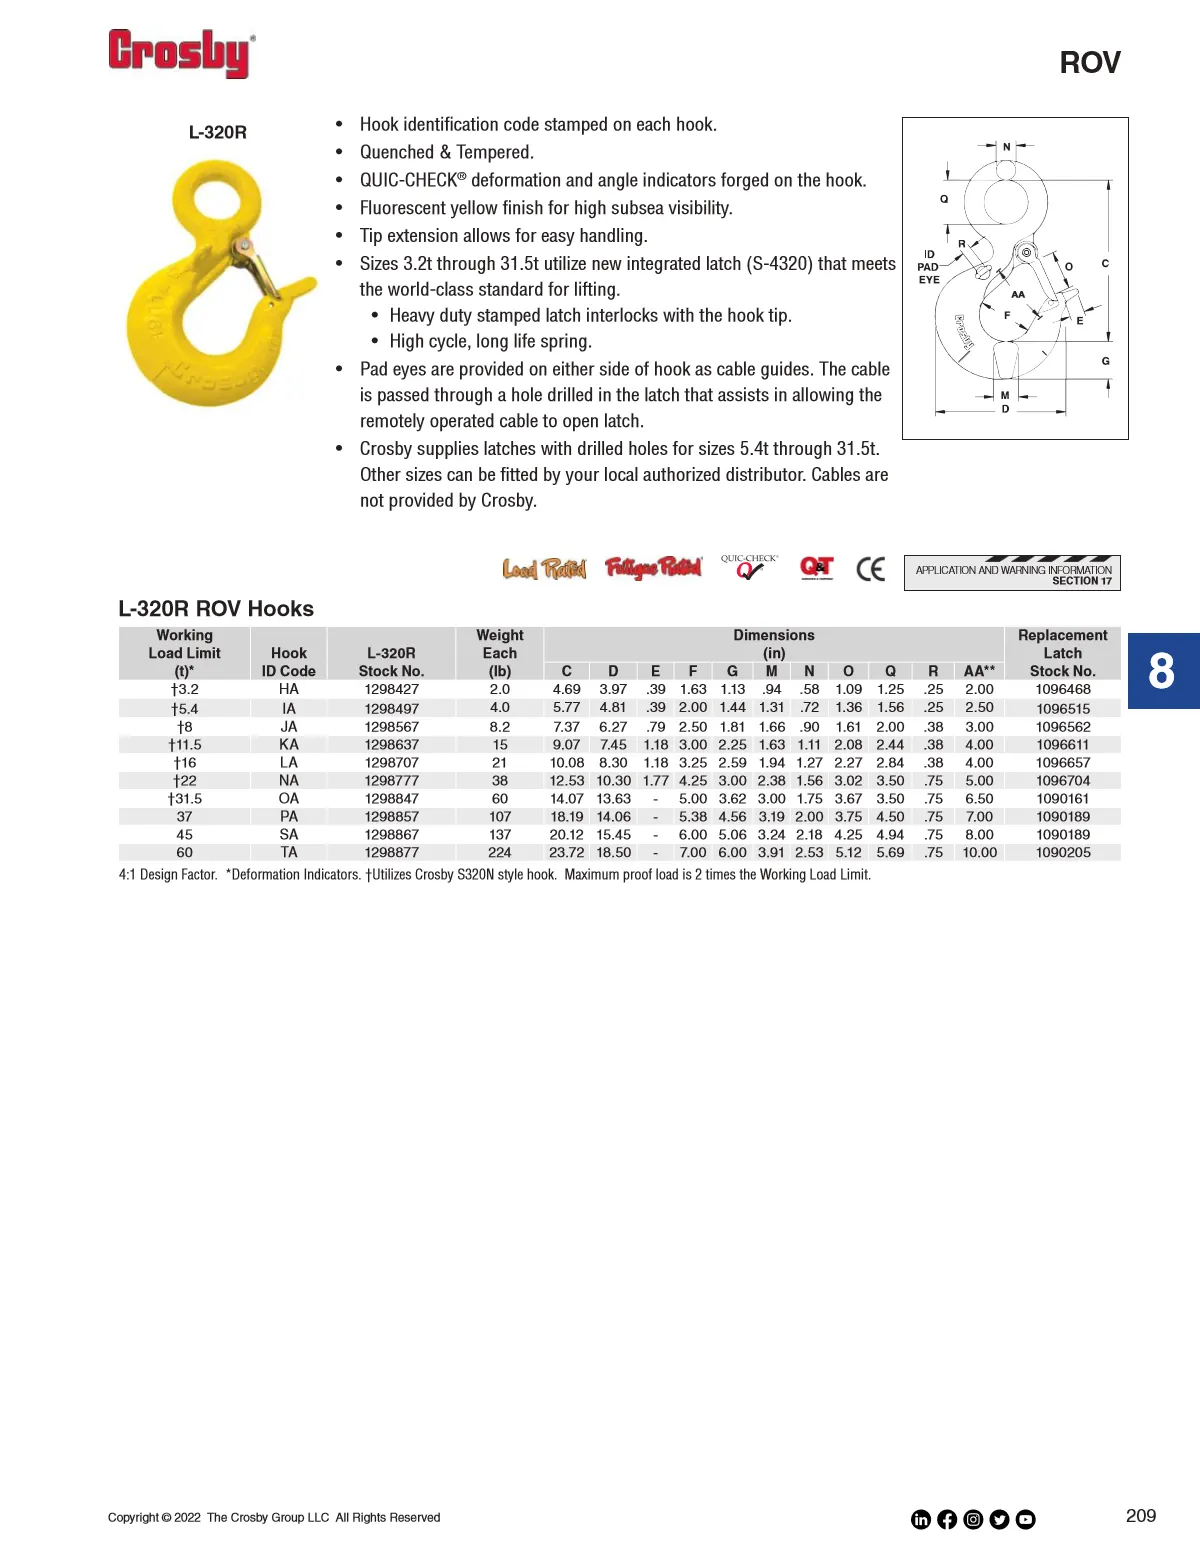 Crosby®
ROV
L-320R
• Hook identification code stamped on each hook.
• Quenched & Tempered.
• QUIC-CHECK® deformation and angle indicators forged on the hook.
• Fluorescent yellow finish for high subsea visibility.
• Tip extension allows for easy handling.
• Sizes 3.2t through 31.5t utilize new integrated latch (S-4320) that meets
the world-class standard for lifting.
• Heavy duty stamped latch interlocks with the hook tip.
• High cycle, long life spring.
• Pad eyes are provided on either side of hook as cable guides. The cable
is passed through a hole drilled in the latch that assists in allowing the
remotely operated cable to open latch.
• Crosby supplies latches with drilled holes for sizes 5.4t through 31.5t.
Other sizes can be fitted by your local authorized distributor. Cables are
not provided by Crosby.
N
Q
R
ID
PAD
EYE
O
C
AA
F
E
Crosby
G
M
D
Load Rated Fatigue Rated QUIC-CHECK® Q Q&T CE
APPLICATION AND WARNING INFORMATION
SECTION 17
L-320R ROV Hooks
Working Load Limit (t)* Hook ID Code L-320R Stock No. Weight Each (lb) Dimensions (in) Replacement Latch Stock No.
C D E F G M N O Q R AA**
†3.2 HA 1298427 2.0 4.69 3.97 .39 1.63 1.13 .94 .58 1.09 1.25 .25 2.00 1096468
†5.4 IA 1298497 4.0 5.77 4.81 .39 2.00 1.44 1.31 .72 1.36 1.56 .25 2.50 1096515
†8 JA 1298567 8.2 7.37 6.27 .79 2.50 1.81 1.66 .90 1.61 2.00 .38 3.00 1096562
†11.5 KA 1298637 15 9.07 7.45 1.18 3.00 2.25 1.63 1.11 2.08 2.44 .38 4.00 1096611
†16 LA 1298707 21 10.08 8.30 1.18 3.25 2.59 1.94 1.27 2.27 2.84 .38 4.00 1096657
†22 NA 1298777 38 12.53 10.30 1.77 4.25 3.00 2.38 1.56 3.02 3.50 .75 5.00 1096704
†31.5 OA 1298847 60 14.07 13.63 - 5.00 3.62 3.00 1.75 3.67 3.50 .75 6.50 1090161
37 PA 1298857 107 18.19 14.06 - 5.38 4.56 3.19 2.00 3.75 4.50 .75 7.00 1090189
45 SA 1298867 137 20.12 15.45 - 6.00 5.06 3.24 2.18 4.25 4.94 .75 8.00 1090189
60 TA 1298877 224 23.72 18.50 - 7.00 6.00 3.91 2.53 5.12 5.69 .75 10.00 1090205
4:1 Design Factor. *Deformation Indicators. †Utilizes Crosby S320N style hook. Maximum proof load is 2 times the Working Load Limit.
8
Copyright © 2022 The Crosby Group LLC All Rights Reserved
209